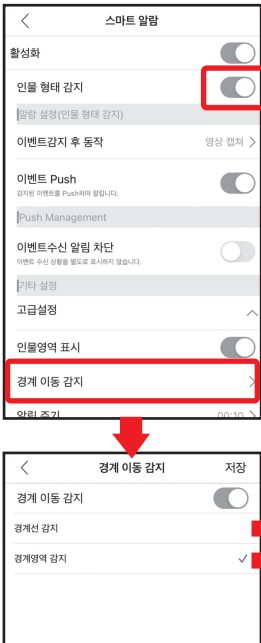 스마트 알람
활성화
인물 형태 감지
알람 설정(인물 형태 감지)
이벤트감지 후 동작 영상 캡쳐
이벤트 Push
감지된 이벤트를 Push하여 알립니다.
Push Management
이벤트수신 알림 차단
이벤트 수신 상황을 별도로 표시하지 않습니다.
기타 설정
고급설정
인물영역 표시
경계 이동 감지
알림 주기 00:10
경계 이동 감지 저장
경계 이동 감지
경계선 감지
경계영역 감지